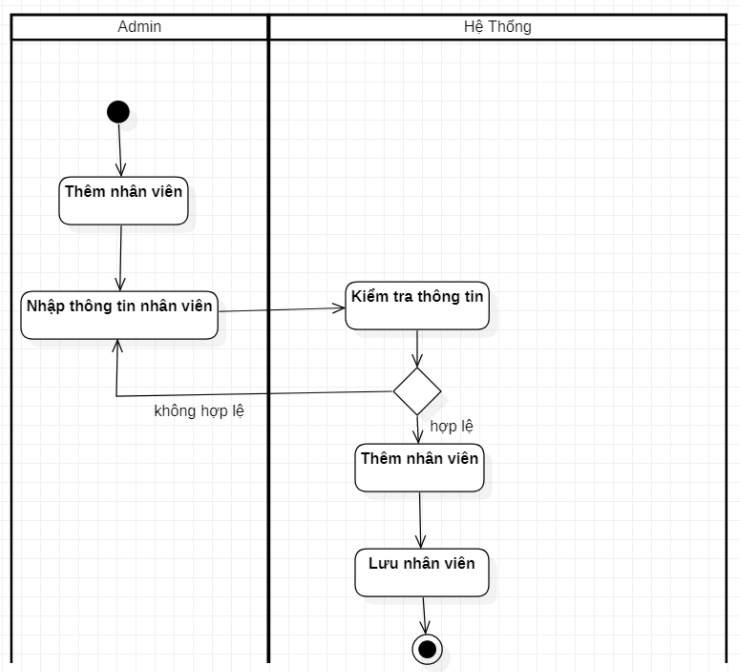 Admin
Hệ Thống
Thêm nhân viên
Nhập thông tin nhân viên
Kiểm tra thông tin
không hợp lệ
hợp lệ
Thêm nhân viên
Lưu nhân viên